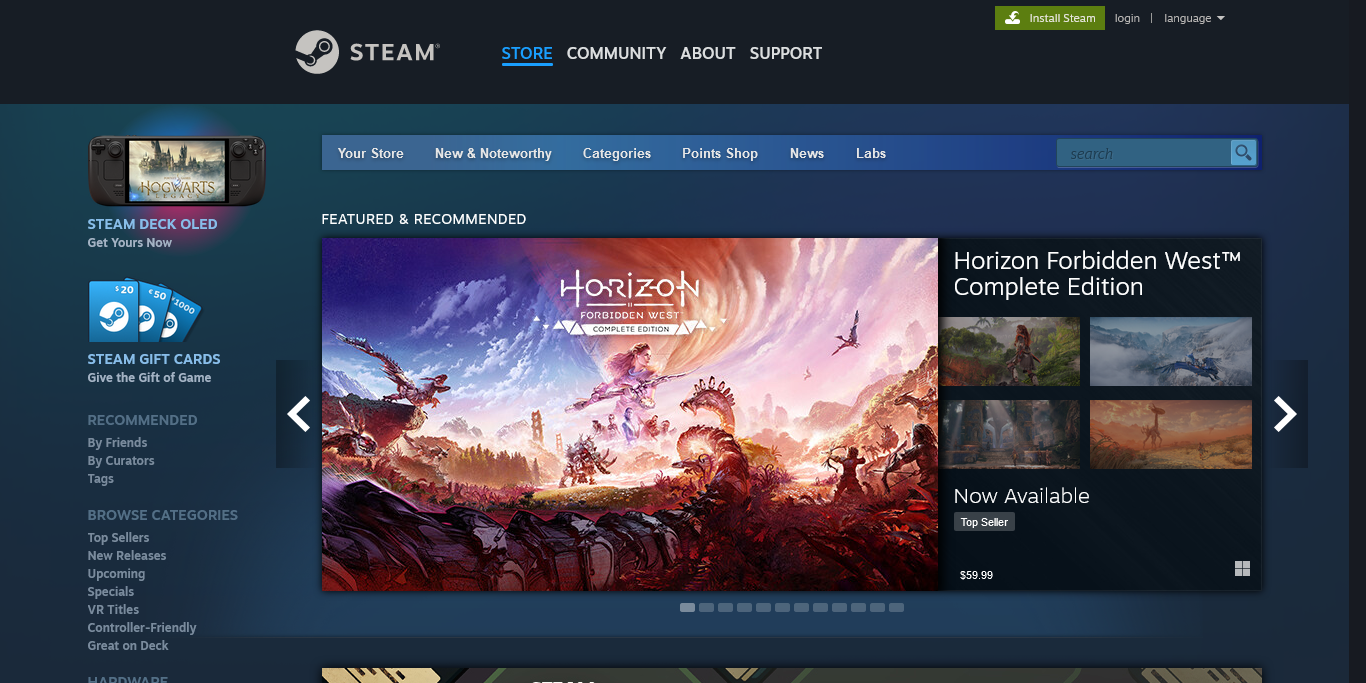 Install Steam
login | language
STEAM®
STORE COMMUNITY ABOUT SUPPORT
HOGWARTS
LEGACY
STEAM DECK OLED
Get Yours Now
$20
€50
¥1000
STEAM GIFT CARDS
Give the Gift of Game
RECOMMENDED
By Friends
By Curators
Tags
BROWSE CATEGORIES
Top Sellers
New Releases
Upcoming
Specials
VR Titles
Controller-Friendly
Great on Deck
HARDWARE
Your Store New & Noteworthy Categories Points Shop News Labs
search
FEATURED & RECOMMENDED
HORIZON
FORBIDDEN WEST
COMPLETE EDITION
Horizon Forbidden West™
Complete Edition
Now Available
Top Seller
$59.99
STEAM